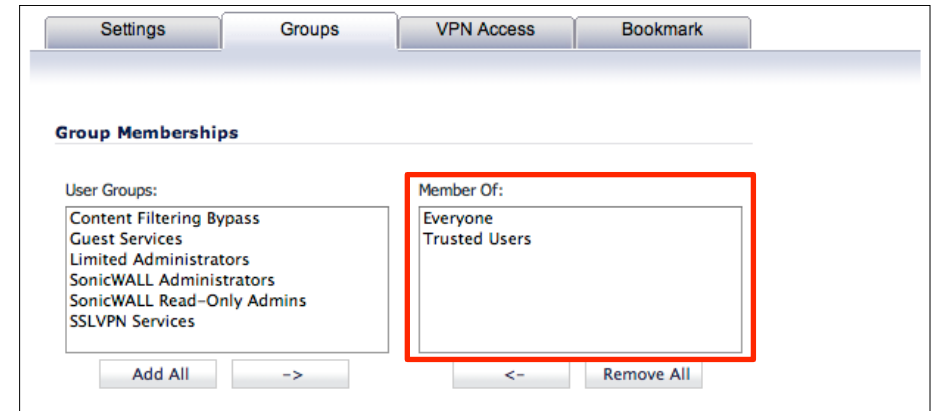 Settings Groups VPN Access Bookmark
Group Memberships
User Groups:
Content Filtering Bypass
Guest Services
Limited Administrators
SonicWALL Administrators
SonicWALL Read-Only Admins
SSLVPN Services
Add All ->
Member Of:
Everyone
Trusted Users
<- Remove All